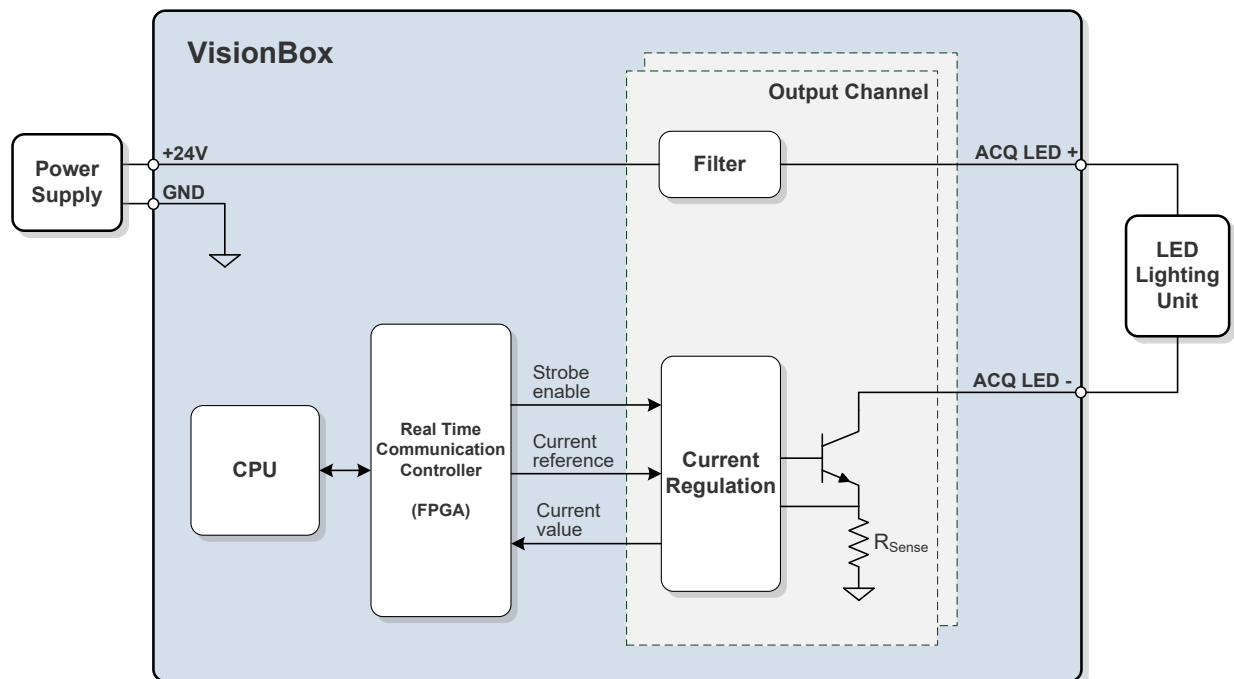 VisionBox
Output Channel
Power
Supply
+24V
GND
Filter
ACQ LED +
LED
Lighting
Unit
ACQ LED -
CPU
Real Time
Communication
Controller
(FPGA)
Strobe
enable
Current
reference
Current
value
Current
Regulation
RSense